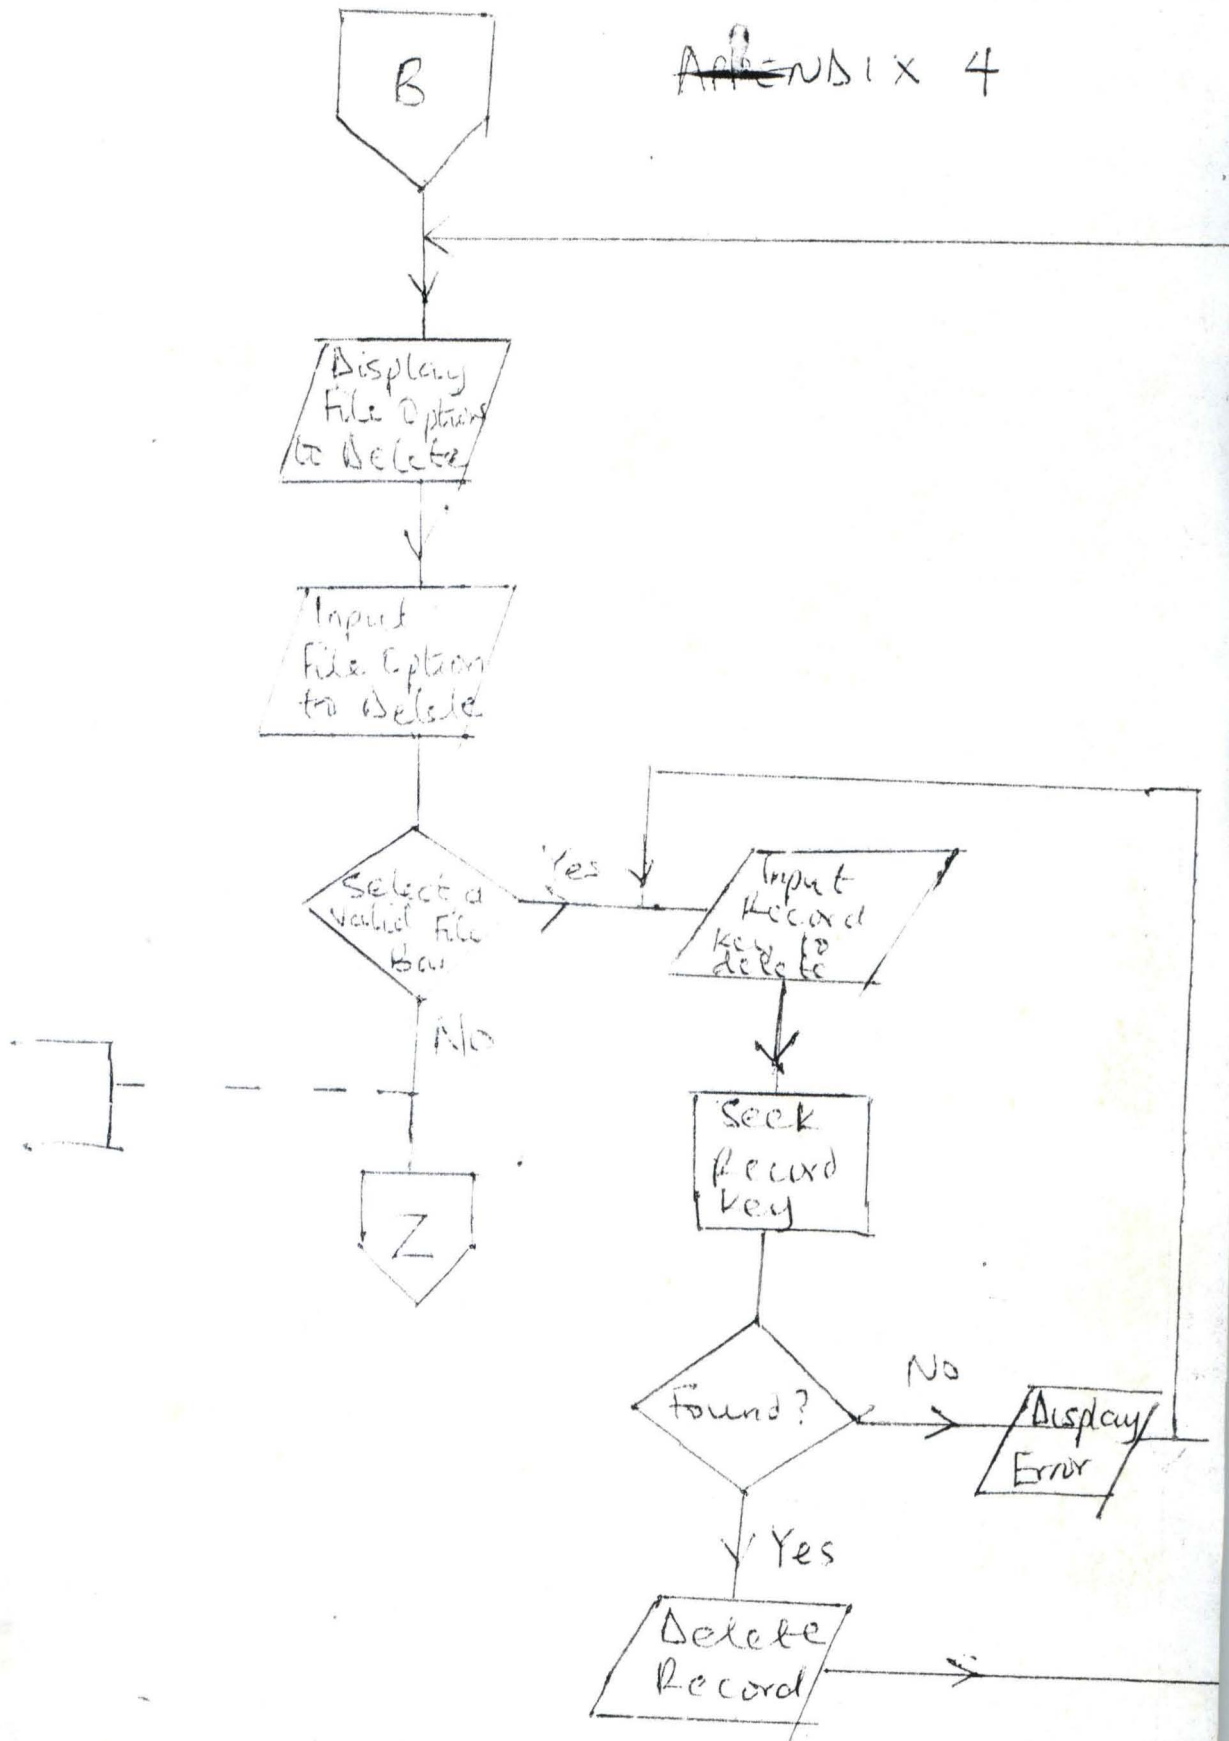 B
APPENDIX 4
Display
File Option
to Delete
Input
File Option
to Delete
Select a
Valid File
Yes
Input
Record
Key to
delete
No
Z
Seek
Record
Key
Found?
No
Display
Error
Yes
Delete
Record